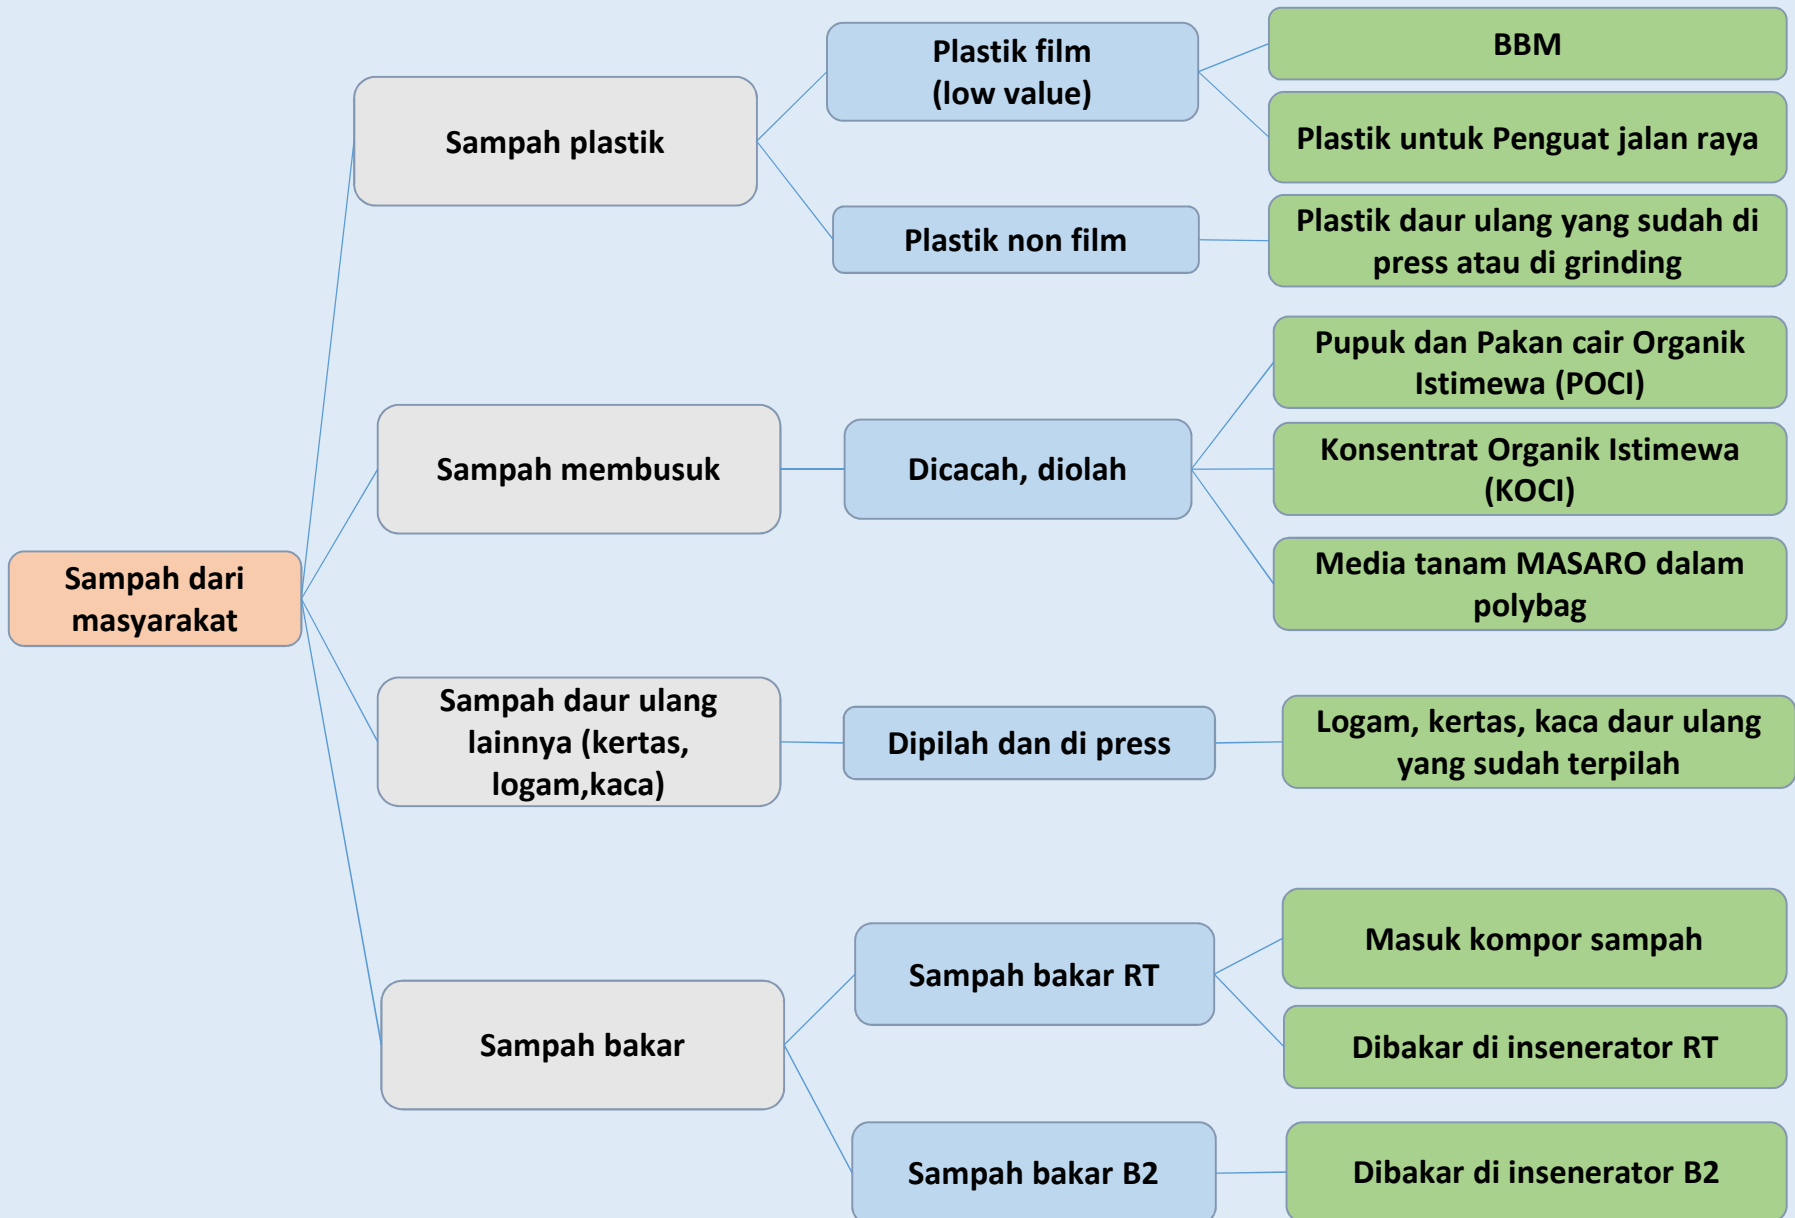 Sampah dari
masyarakat
Sampah plastik
Plastik film
(low value)
BBM
Plastik untuk Penguat jalan raya
Plastik non film
Plastik daur ulang yang sudah di
press atau di grinding
Sampah membusuk
Dicacah, diolah
Pupuk dan Pakan cair Organik
Istimewa (POCI)
Konsentrat Organik Istimewa
(KOCI)
Media tanam MASARO dalam
polybag
Sampah daur ulang
lainnya (kertas,
logam,kaca)
Dipilah dan di press
Logam, kertas, kaca daur ulang
yang sudah terpilah
Sampah bakar
Sampah bakar RT
Masuk kompor sampah
Dibakar di insenerator RT
Sampah bakar B2
Dibakar di insenerator B2